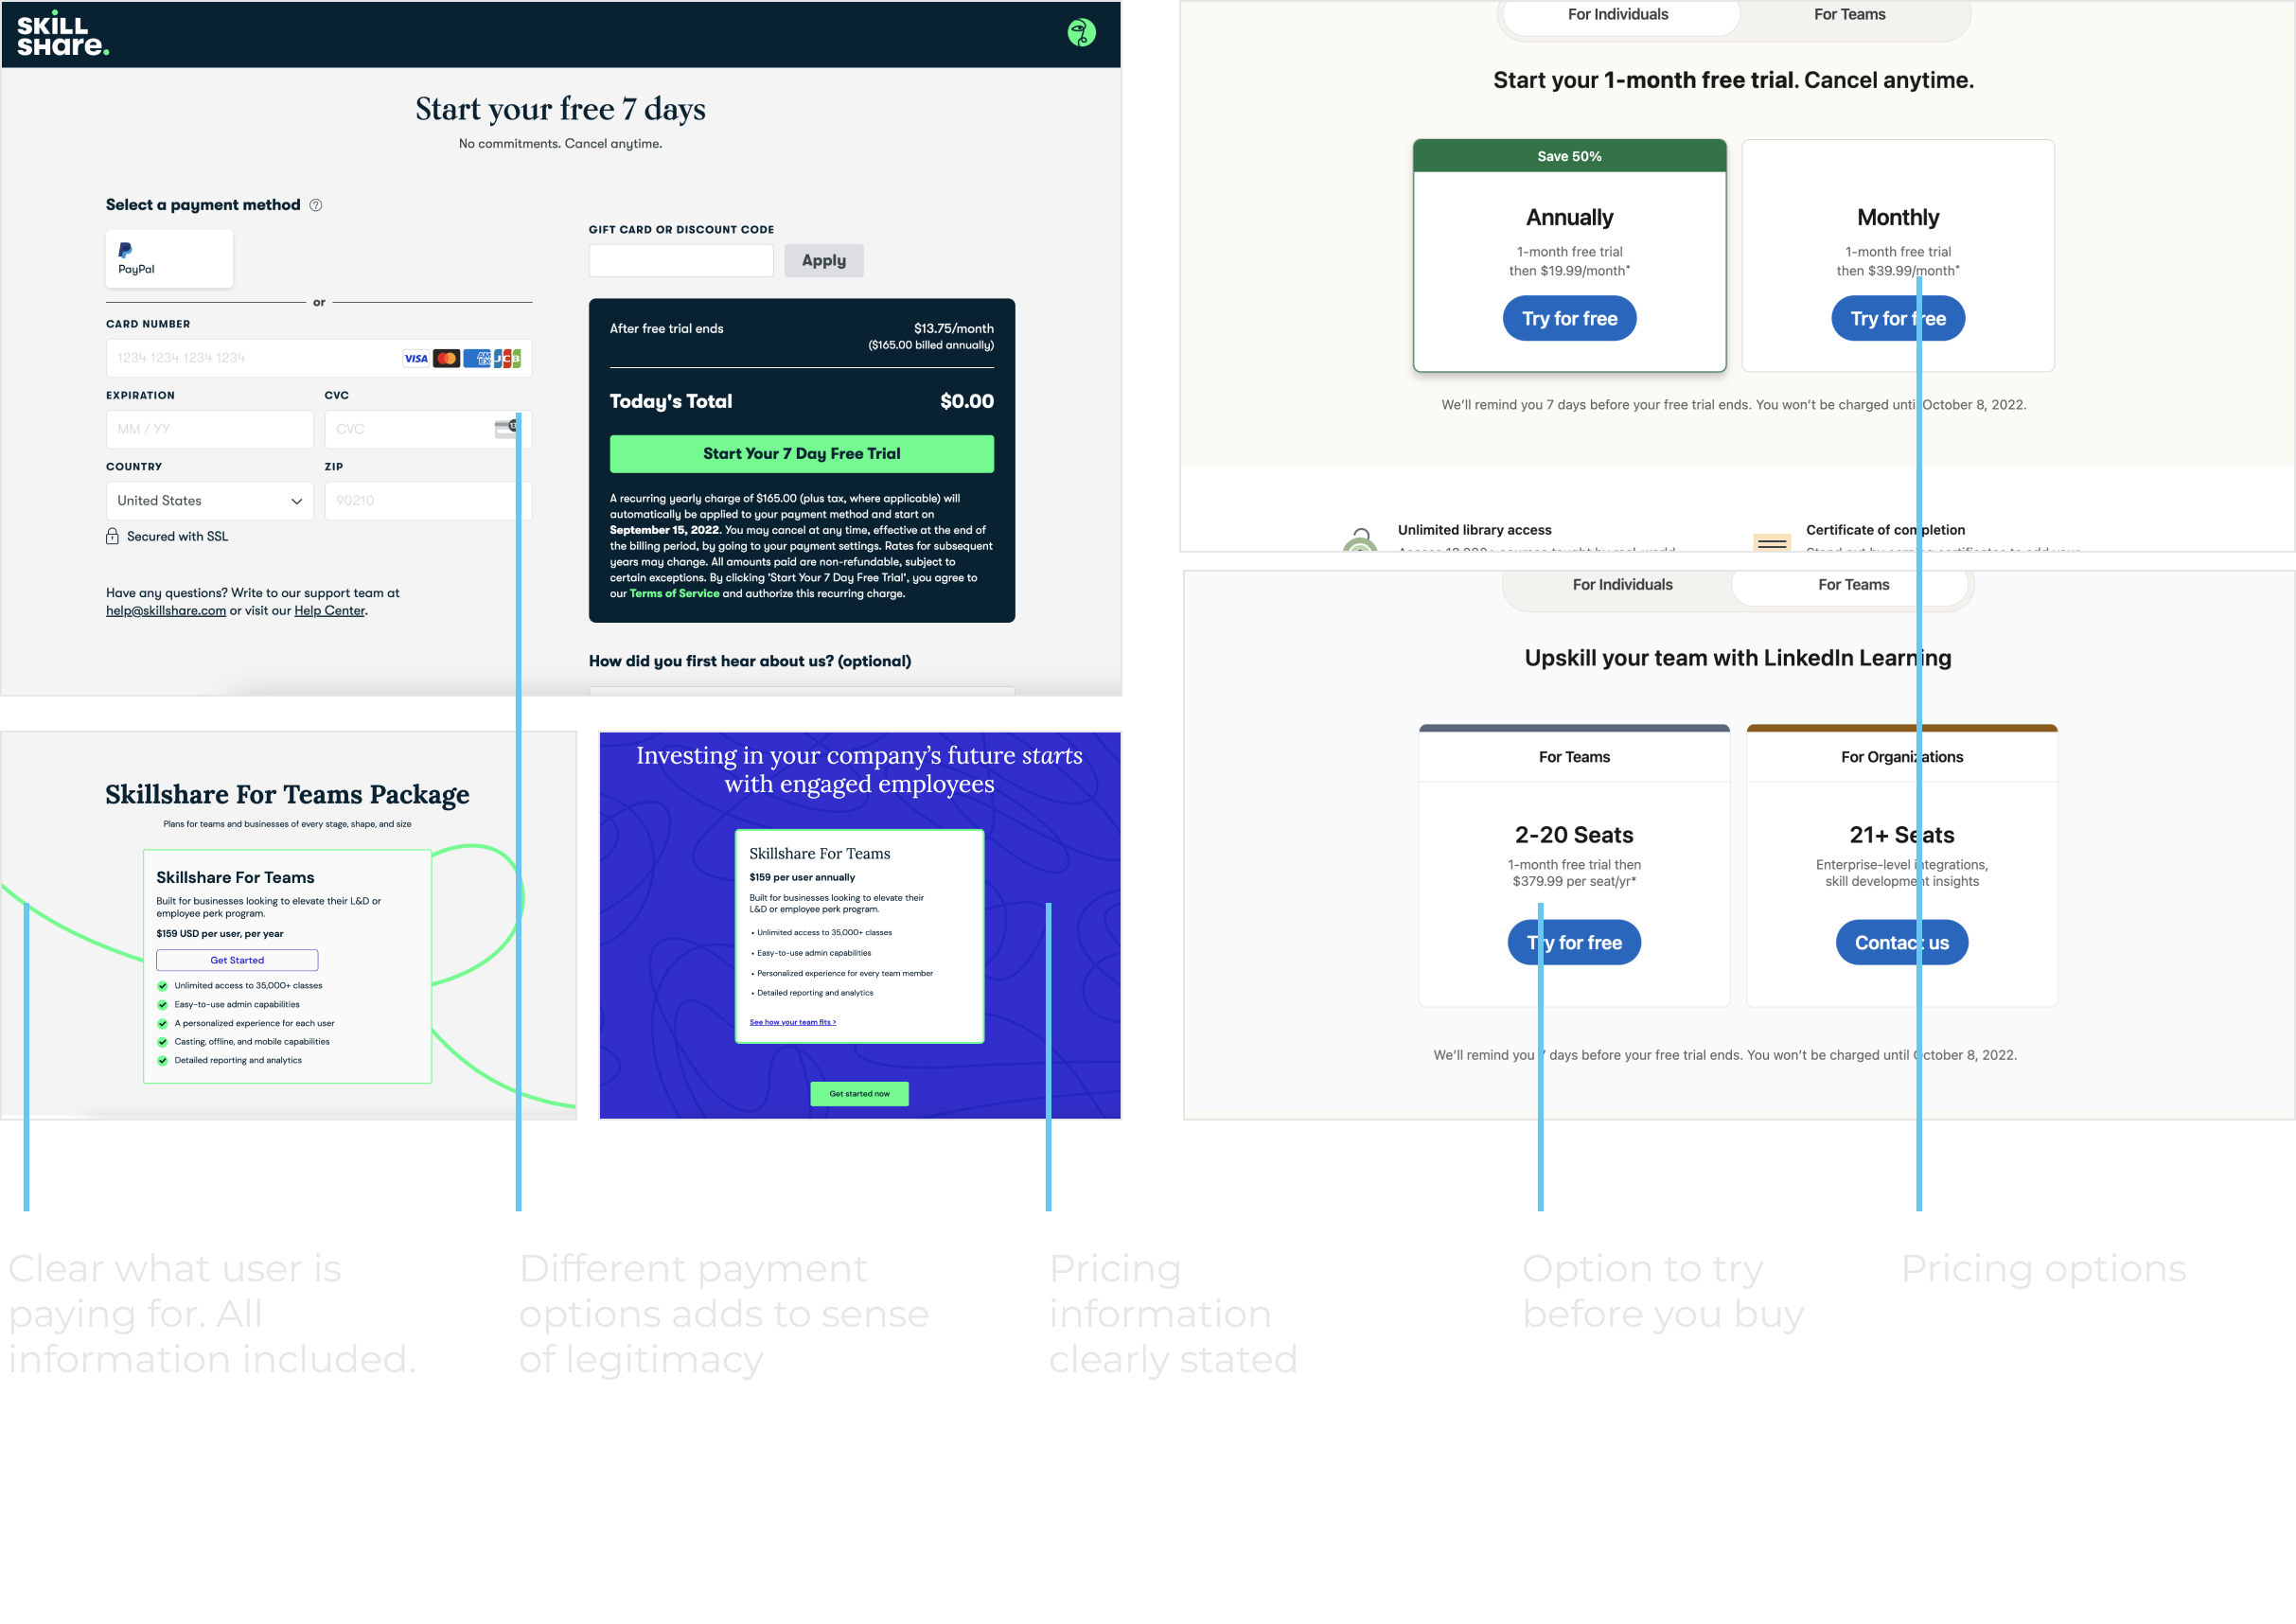 SKILL
SHare.
Start your free 7 days
No commitments. Cancel anytime.
Select a payment method ?
PayPal
or
CARD NUMBER
1234 1234 1234 1234
VISA
AM
EX
JCB
EXPIRATION
CVC
MM / YY
CVC
COUNTRY
ZIP
United States
90210
Secured with SSL
Have any questions? Write to our support team at
help@skillshare.com or visit our Help Center.
GIFT CARD OR DISCOUNT CODE
Apply
After free trial ends
$13.75/month
($165.00 billed annually)
Today's Total
$0.00
Start Your 7 Day Free Trial
A recurring yearly charge of $165.00 (plus tax, where applicable) will
automatically be applied to your payment method and start on
September 15, 2022. You may cancel at any time, effective at the end of
the billing period, by going to your payment settings. Rates for subsequent
years may change. All amounts paid are non-refundable, subject to
certain exceptions. By clicking 'Start Your 7 Day Free Trial', you agree to
our Terms of Service and authorize this recurring charge.
How did you first hear about us? (optional)
For Individuals
For Teams
Start your 1-month free trial. Cancel anytime.
Save 50%
Annually
1-month free trial
then $19.99/month*
Try for free
Monthly
1-month free trial
then $39.99/month*
Try for free
We'll remind you 7 days before your free trial ends. You won't be charged until October 8, 2022.
Unlimited library access
Certificate of completion
For Individuals
For Teams
Upskill your team with LinkedIn Learning
For Teams
2-20 Seats
1-month free trial then
$379.99 per seat/yr*
Try for free
For Organizations
21+ Seats
Enterprise-level integrations,
skill development insights
Contact us
We'll remind you 7 days before your free trial ends. You won't be charged until October 8, 2022.
Skillshare For Teams Package
Plans for teams and businesses of every stage, shape, and size
Skillshare For Teams
Built for businesses looking to elevate their L&D or
employee perk program.
$159 USD per user, per year
Get Started
Unlimited access to 35,000+ classes
Easy-to-use admin capabilities
A personalized experience for each user
Casting, offline, and mobile capabilities
Detailed reporting and analytics
Investing in your company's future starts
with engaged employees
Skillshare For Teams
$159 per user annually
Built for businesses looking to elevate their
L&D or employee perk program.
• Unlimited access to 35,000+ classes
• Easy-to-use admin capabilities
• Personalized experience for every team member
• Detailed reporting and analytics
See how your team fits >
Get started now
Clear what user is
paying for. All
information included.
Different payment
options adds to sense
of legitimacy
Pricing
information
clearly stated
Option to try
before you buy
Pricing options